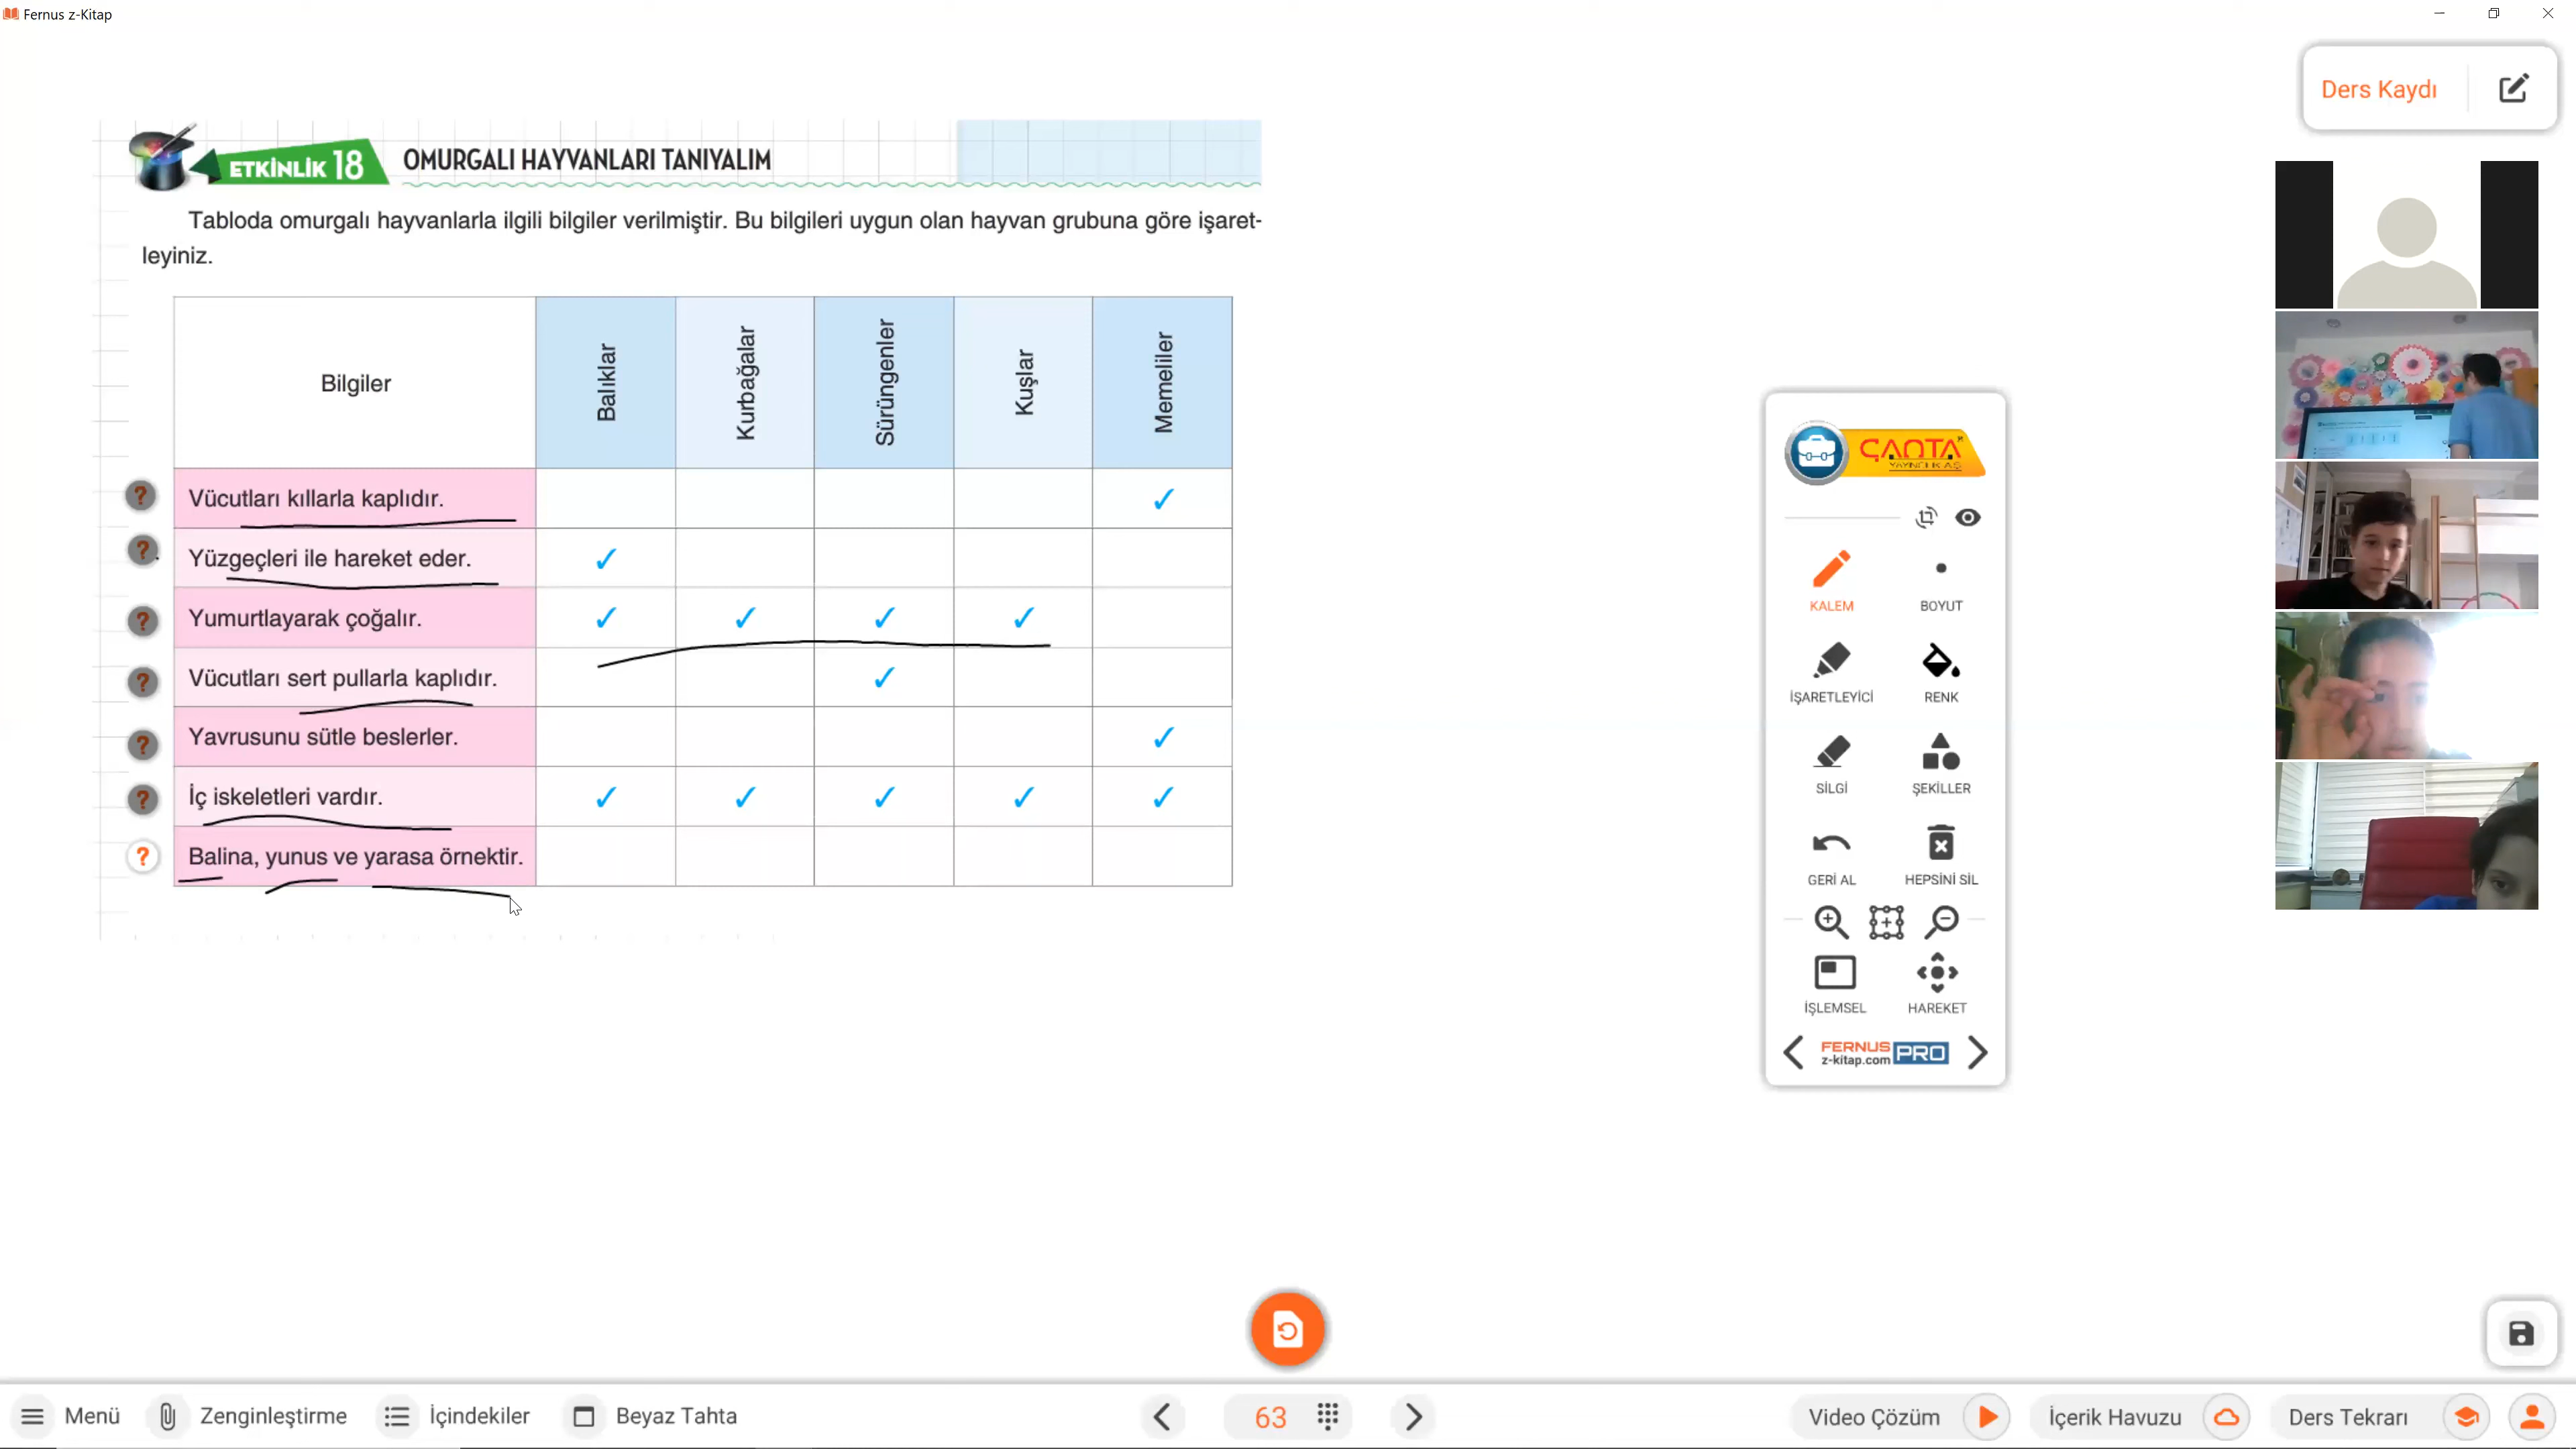 Fernus z-Kitap
Ders Kaydı
ETKİNLİK 18
OMURGALI HAYVANLARI TANIYALIM
Tabloda omurgalı hayvanlarla ilgili bilgiler verilmiştir. Bu bilgileri uygun olan hayvan grubuna göre işaret-
leyiniz.
Bilgiler
Balıklar
Kurbağalar
Sürüngenler
Kuşlar
Memeliler
? Vücutları kıllarla kaplıdır. ✓
? Yüzgeçleri ile hareket eder. ✓
? Yumurtlayarak çoğalır. ✓ ✓ ✓ ✓
? Vücutları sert pullarla kaplıdır. ✓
? Yavrusunu sütle beslerler. ✓
? İç iskeletleri vardır. ✓ ✓ ✓ ✓ ✓
? Balina, yunus ve yarasa örnektir.
ÇANTA
YAYINCILIK A.Ş.
KALEM
BOYUT
İŞARETLEYİCİ
RENK
SİLGİ
ŞEKİLLER
GERİ AL
HEPSİNİ SİL
İŞLEMSEL
HAREKET
FERNUS
z-kitap.com
PRO
Menü
Zenginleştirme
İçindekiler
Beyaz Tahta
63
Video Çözüm
İçerik Havuzu
Ders Tekrarı